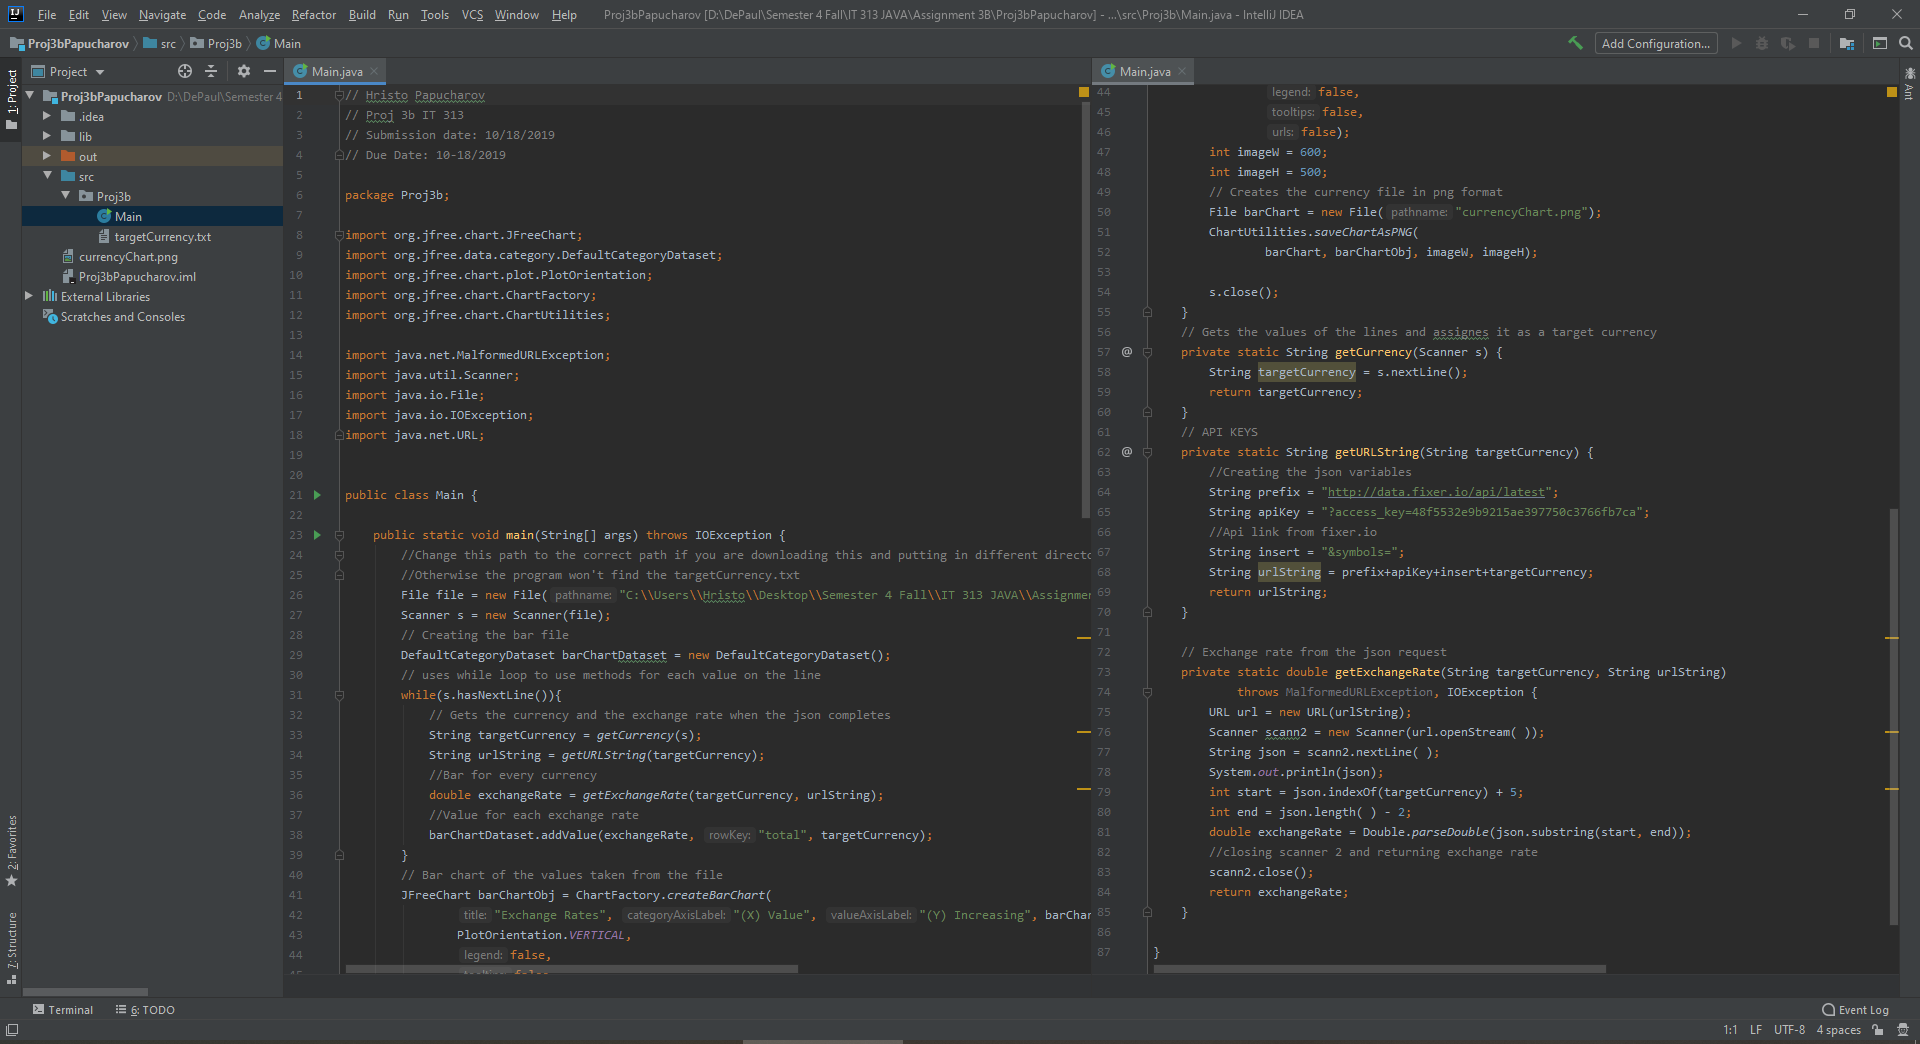 File Edit View Navigate Code Analyze Refactor Build Run Tools VCS Window Help Proj3bPapucharov [D:\DePaul\Semester 4 Fall\IT 313 JAVA\Assignment 3B\Proj3bPapucharov] - ...\src\Proj3b\Main.java - IntelliJ IDEA
Proj3bPapucharov src Proj3b Main Add Configuration...
1: Project
2: Favorites
7: Structure
Project
Proj3bPapucharov D:\DePaul\Semester 4
.idea
lib
out
src
Proj3b
Main
targetCurrency.txt
currencyChart.png
Proj3bPapucharov.iml
External Libraries
Scratches and Consoles
Main.java
1 // Hristo Papucharov
2 // Proj 3b IT 313
3 // Submission date: 10/18/2019
4 // Due Date: 10-18/2019
5
6 package Proj3b;
7
8 import org.jfree.chart.JFreeChart;
9 import org.jfree.data.category.DefaultCategoryDataset;
10 import org.jfree.chart.plot.PlotOrientation;
11 import org.jfree.chart.ChartFactory;
12 import org.jfree.chart.ChartUtilities;
13
14 import java.net.MalformedURLException;
15 import java.util.Scanner;
16 import java.io.File;
17 import java.io.IOException;
18 import java.net.URL;
19
20
21 public class Main {
22
23 public static void main(String[] args) throws IOException {
24 //Change this path to the correct path if you are downloading this and putting in different directo
25 //Otherwise the program won't find the targetCurrency.txt
26 File file = new File( pathname: "C:\\Users\\Hristo\\Desktop\\Semester 4 Fall\\IT 313 JAVA\\Assignmen
27 Scanner s = new Scanner(file);
28 // Creating the bar file
29 DefaultCategoryDataset barChartDataset = new DefaultCategoryDataset();
30 // uses while loop to use methods for each value on the line
31 while(s.hasNextLine()){
32 // Gets the currency and the exchange rate when the json completes
33 String targetCurrency = getCurrency(s);
34 String urlString = getURLString(targetCurrency);
35 //Bar for every currency
36 double exchangeRate = getExchangeRate(targetCurrency, urlString);
37 //Value for each exchange rate
38 barChartDataset.addValue(exchangeRate, rowKey: "total", targetCurrency);
39 }
40 // Bar chart of the values taken from the file
41 JFreeChart barChartObj = ChartFactory.createBarChart(
42 title: "Exchange Rates", categoryAxisLabel: "(X) Value", valueAxisLabel: "(Y) Increasing", barChar
43 PlotOrientation.VERTICAL,
44 legend: false,
45 tooltips: false
Main.java
44 legend: false,
45 tooltips: false,
46 urls: false);
47 int imageW = 600;
48 int imageH = 500;
49 // Creates the currency file in png format
50 File barChart = new File( pathname: "currencyChart.png");
51 ChartUtilities.saveChartAsPNG(
52 barChart, barChartObj, imageW, imageH);
53
54 s.close();
55 }
56 // Gets the values of the lines and assignes it as a target currency
57 @ private static String getCurrency(Scanner s) {
58 String targetCurrency = s.nextLine();
59 return targetCurrency;
60 }
61 // API KEYS
62 @ private static String getURLString(String targetCurrency) {
63 //Creating the json variables
64 String prefix = "http://data.fixer.io/api/latest";
65 String apiKey = "?access_key=48f5532e9b9215ae397750c3766fb7ca";
66 //Api link from fixer.io
67 String insert = "&symbols=";
68 String urlString = prefix+apiKey+insert+targetCurrency;
69 return urlString;
70 }
71
72 // Exchange rate from the json request
73 private static double getExchangeRate(String targetCurrency, String urlString)
74 throws MalformedURLException, IOException {
75 URL url = new URL(urlString);
76 Scanner scann2 = new Scanner(url.openStream( ));
77 String json = scann2.nextLine( );
78 System.out.println(json);
79 int start = json.indexOf(targetCurrency) + 5;
80 int end = json.length( ) - 2;
81 double exchangeRate = Double.parseDouble(json.substring(start, end));
82 //closing scanner 2 and returning exchange rate
83 scann2.close();
84 return exchangeRate;
85 }
86
87 }
Ant
Terminal 6: TODO Event Log
1:1 LF UTF-8 4 spaces